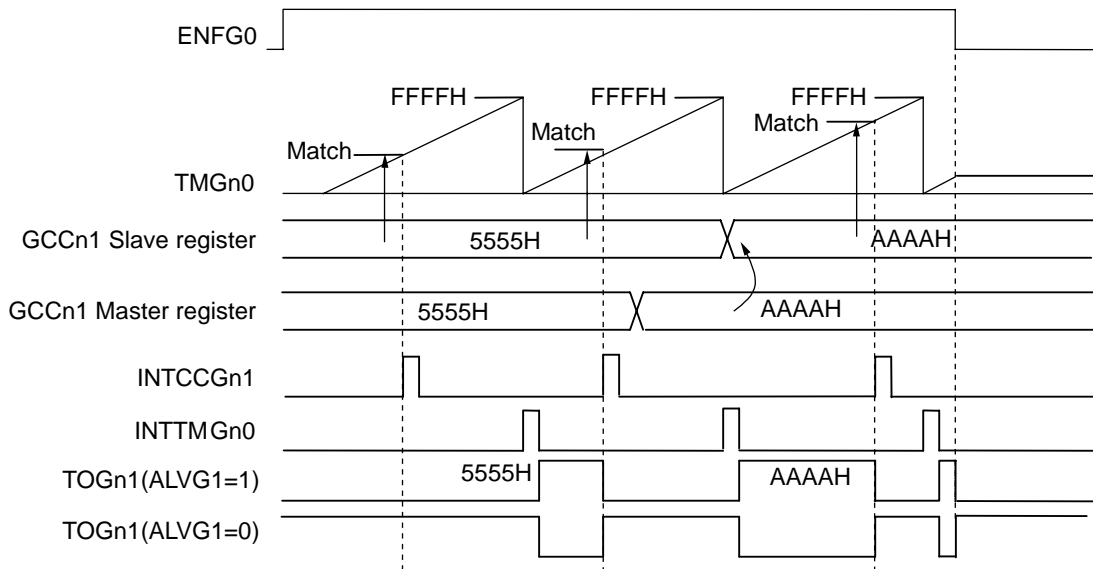 ENFG0
FFFFH FFFFH FFFFH
Match Match Match
TMGn0
GCCn1 Slave register 5555H AAAAH
GCCn1 Master register 5555H AAAAH
INTCCGn1
INTTMGn0
TOGn1(ALVG1=1) 5555H AAAAH
TOGn1(ALVG1=0)